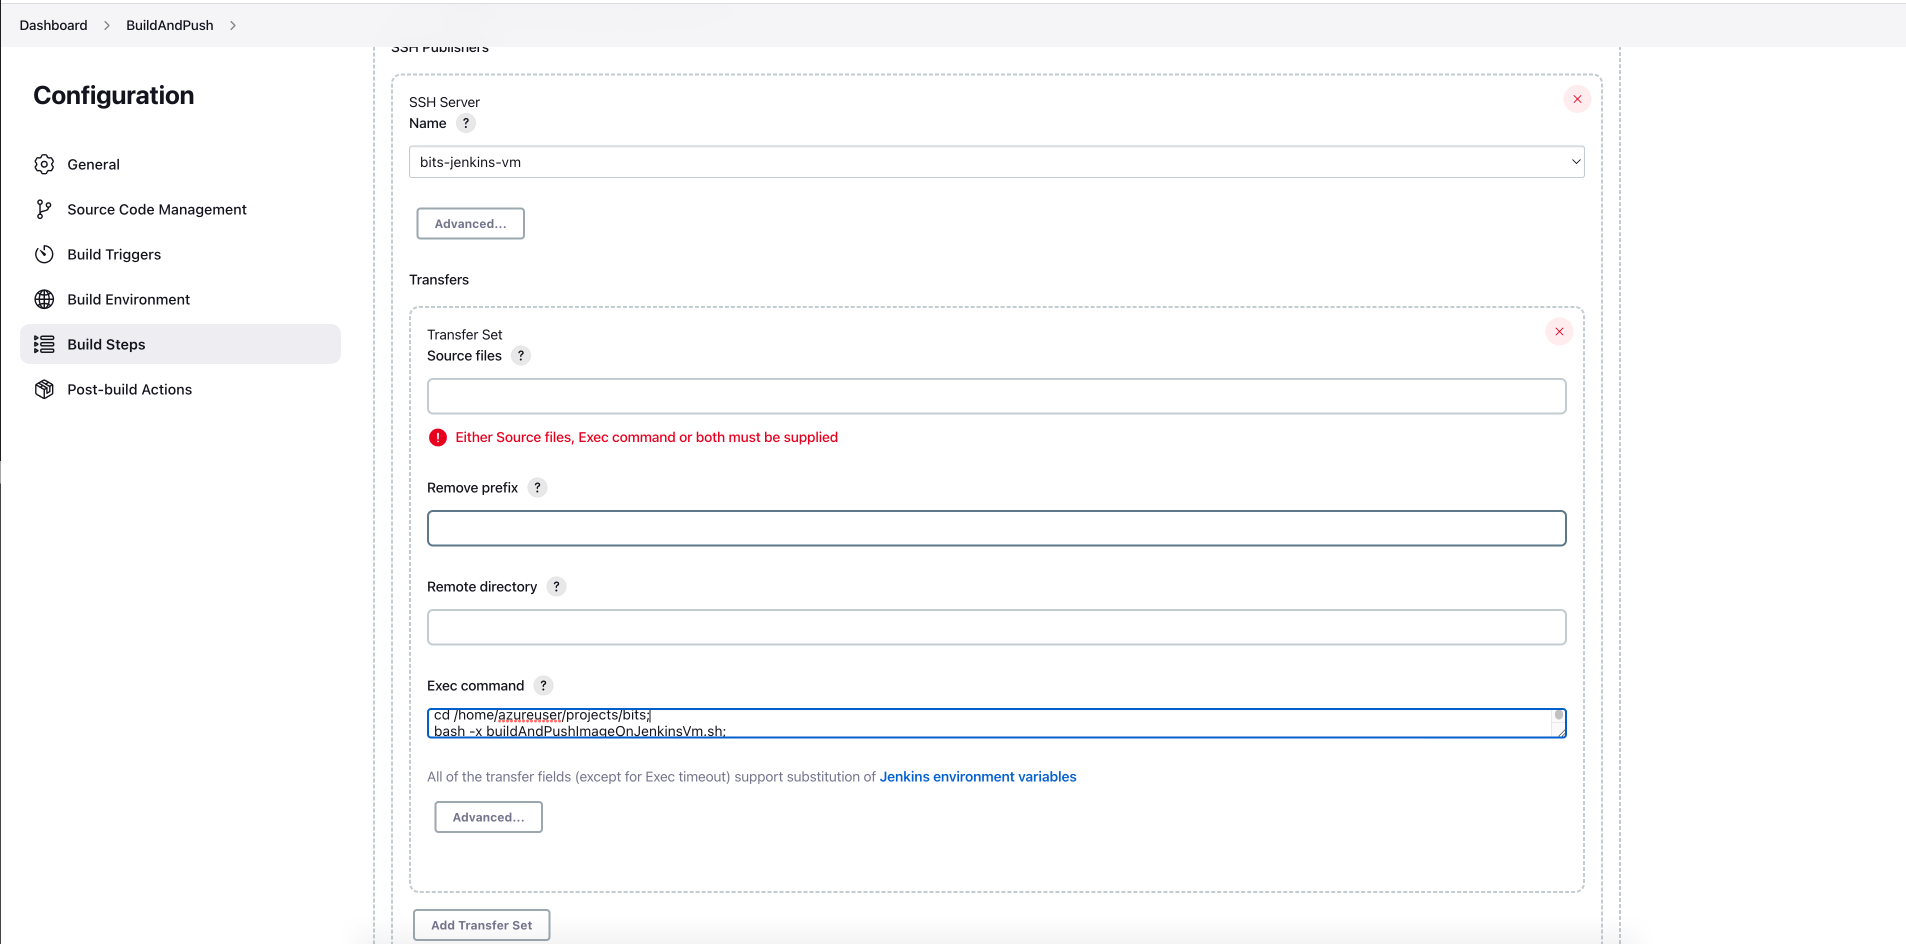 Dashboard > BuildAndPush >
Configuration
General
Source Code Management
Build Triggers
Build Environment
Build Steps
Post-build Actions
SSH Publishers
SSH Server
Name ?
bits-jenkins-vm
Advanced...
Transfers
Transfer Set
Source files ?
Either Source files, Exec command or both must be supplied
Remove prefix ?
Remote directory ?
Exec command ?
cd /home/azureuser/projects/bits;
bash -x buildAndPushImageOnJenkinsVm.sh;
All of the transfer fields (except for Exec timeout) support substitution of Jenkins environment variables
Advanced...
Add Transfer Set